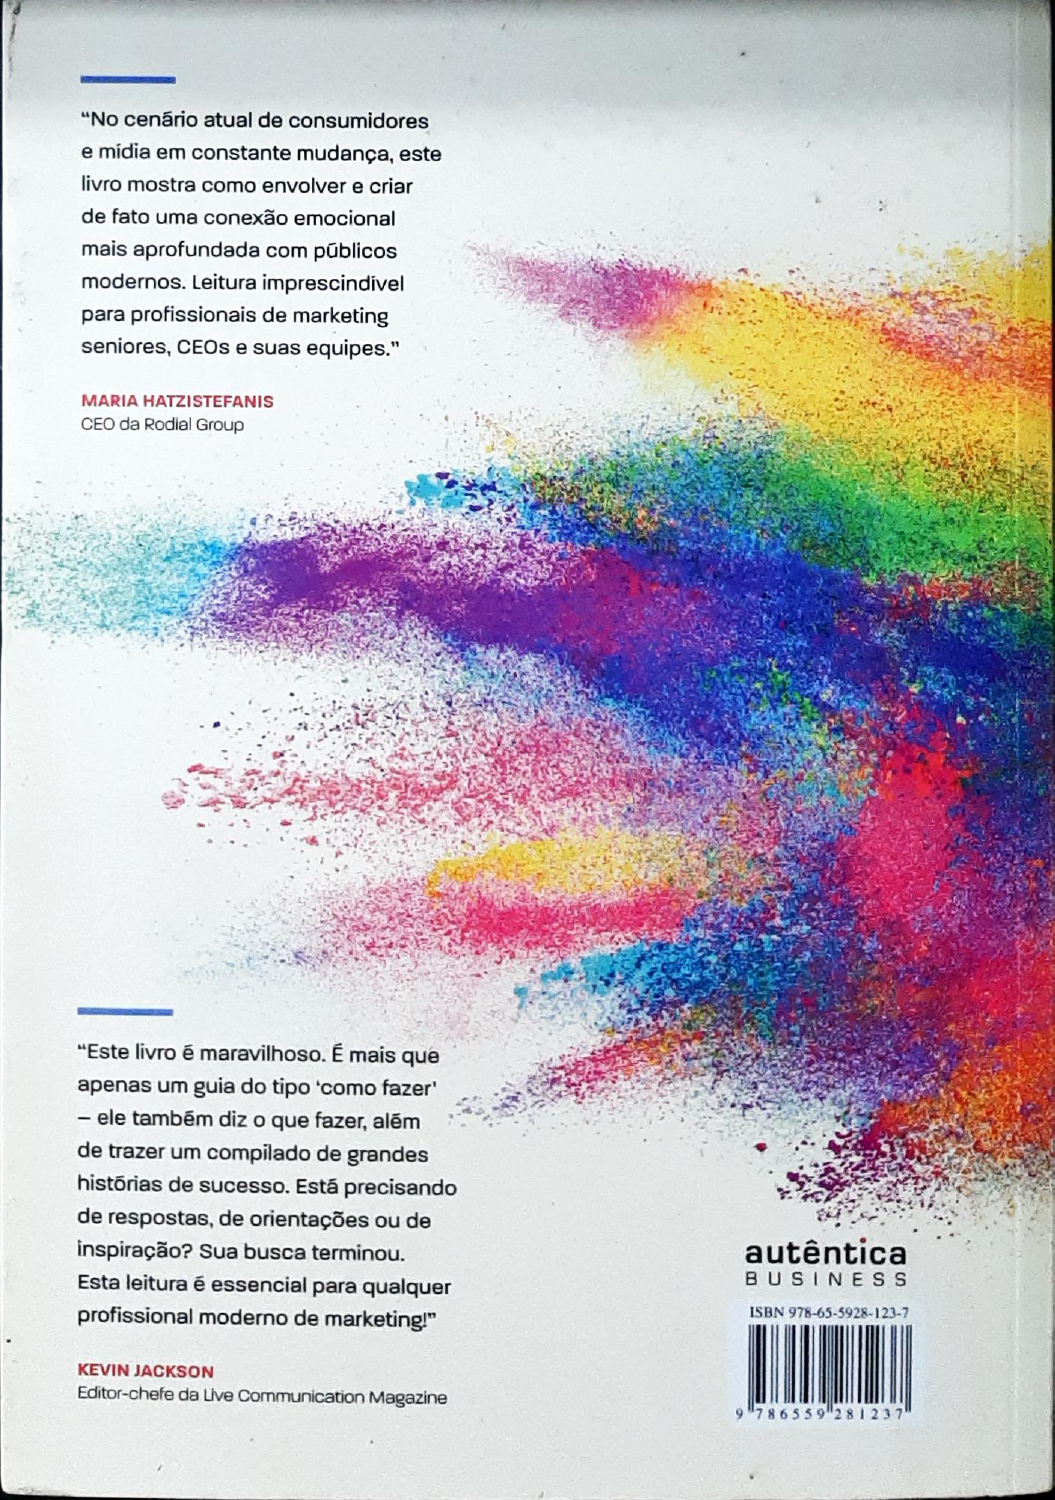 “No cenário atual de consumidores
e mídia em constante mudança, este
livro mostra como envolver e criar
de fato uma conexão emocional
mais aprofundada com públicos
modernos. Leitura imprescindível
para profissionais de marketing
seniores, CEOs e suas equipes.”
MARIA HATZISTEFANIS
CEO da Rodial Group
“Este livro é maravilhoso. É mais que
apenas um guia do tipo ‘como fazer’
– ele também diz o que fazer, além
de trazer um compilado de grandes
histórias de sucesso. Está precisando
de respostas, de orientações ou de
inspiração? Sua busca terminou.
Esta leitura é essencial para qualquer
profissional moderno de marketing!”
KEVIN JACKSON
Editor-chefe da Live Communication Magazine
autêntica
BUSINESS
ISBN 978-65-5928-123-7
9 786559 281237